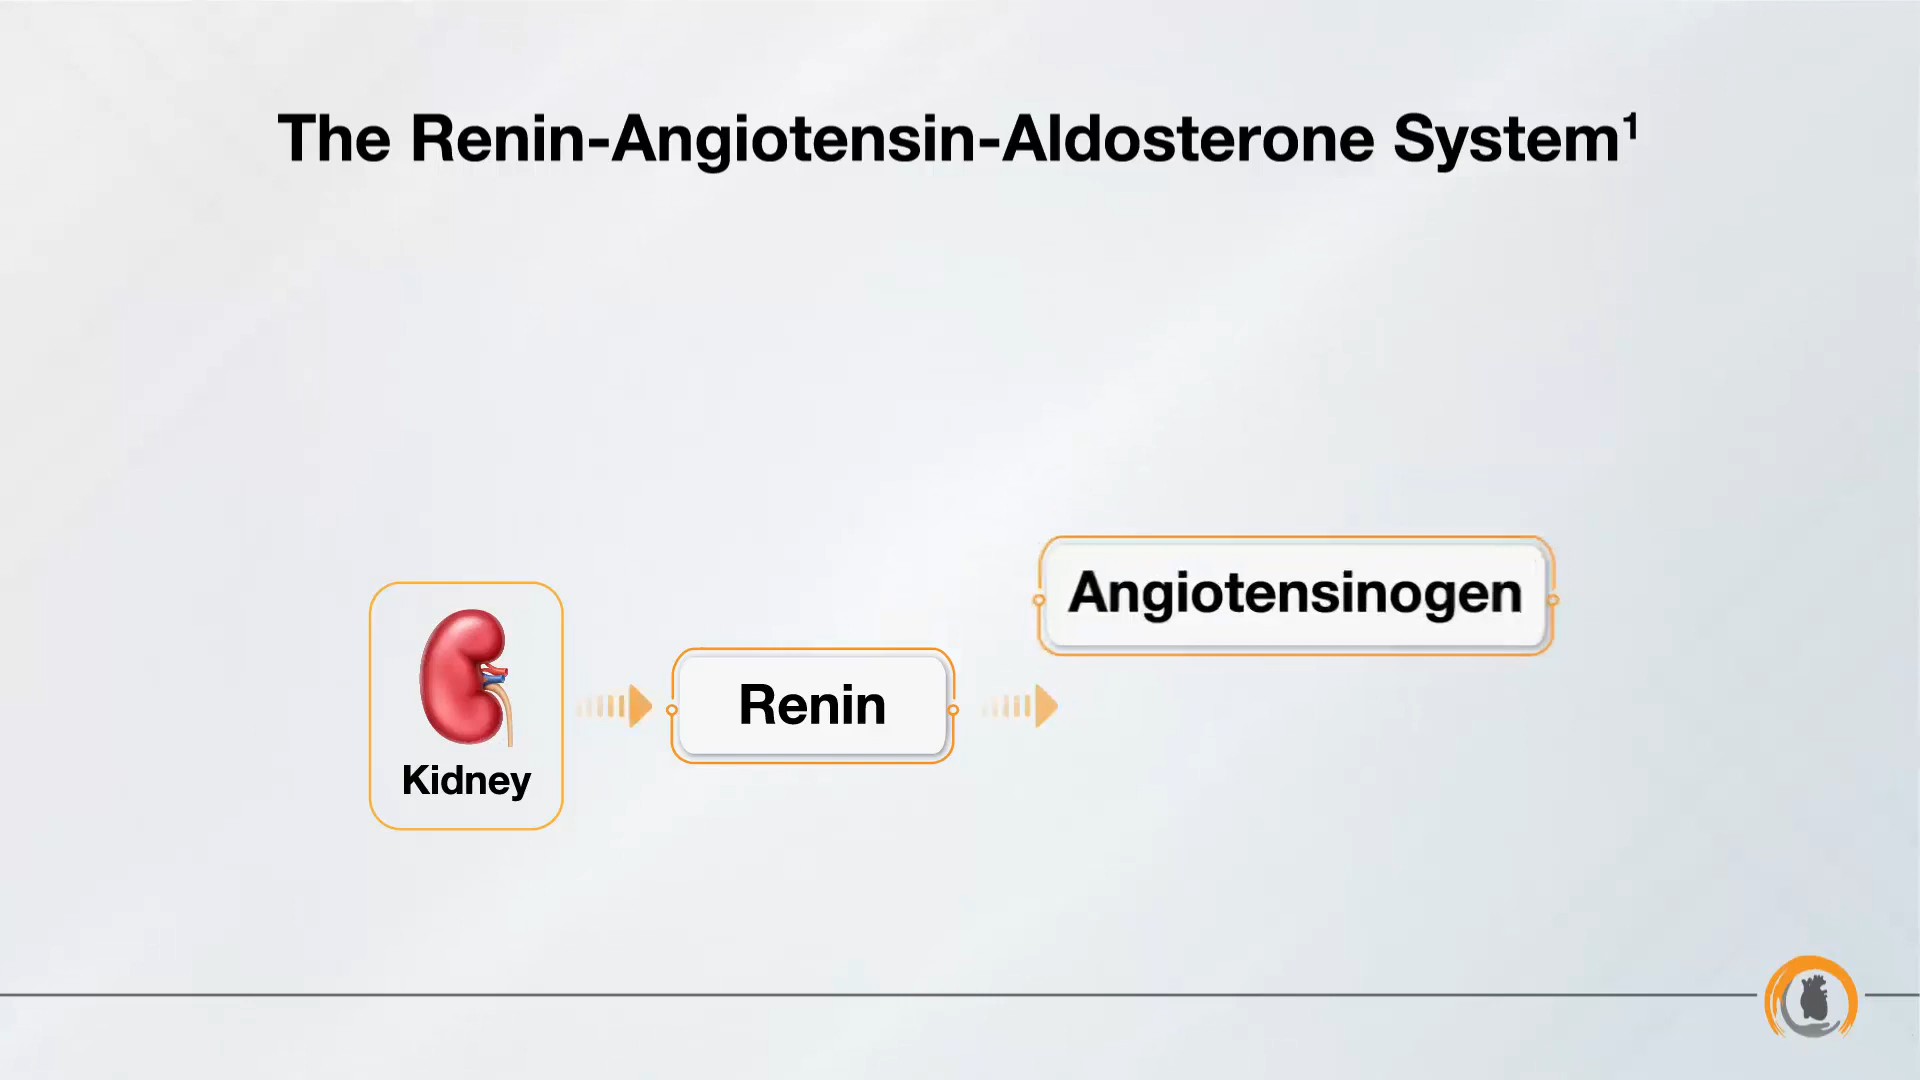 The Renin-Angiotensin-Aldosterone System¹
Angiotensinogen
Renin
Kidney